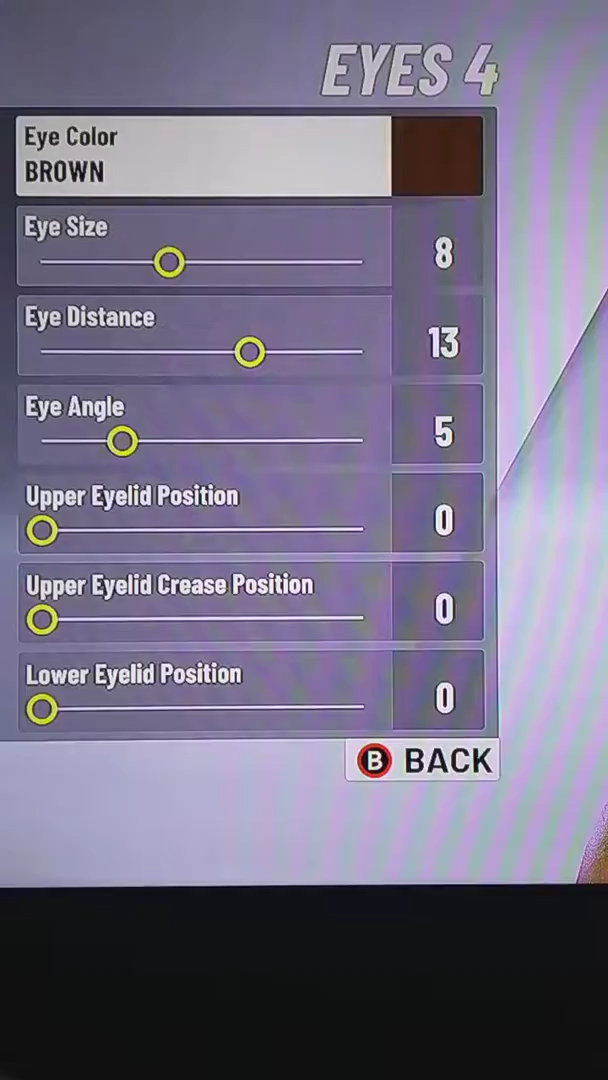 EYES 4
Eye Color
BROWN
Eye Size
8
Eye Distance
13
Eye Angle
5
Upper Eyelid Position
0
Upper Eyelid Crease Position
0
Lower Eyelid Position
0
B BACK